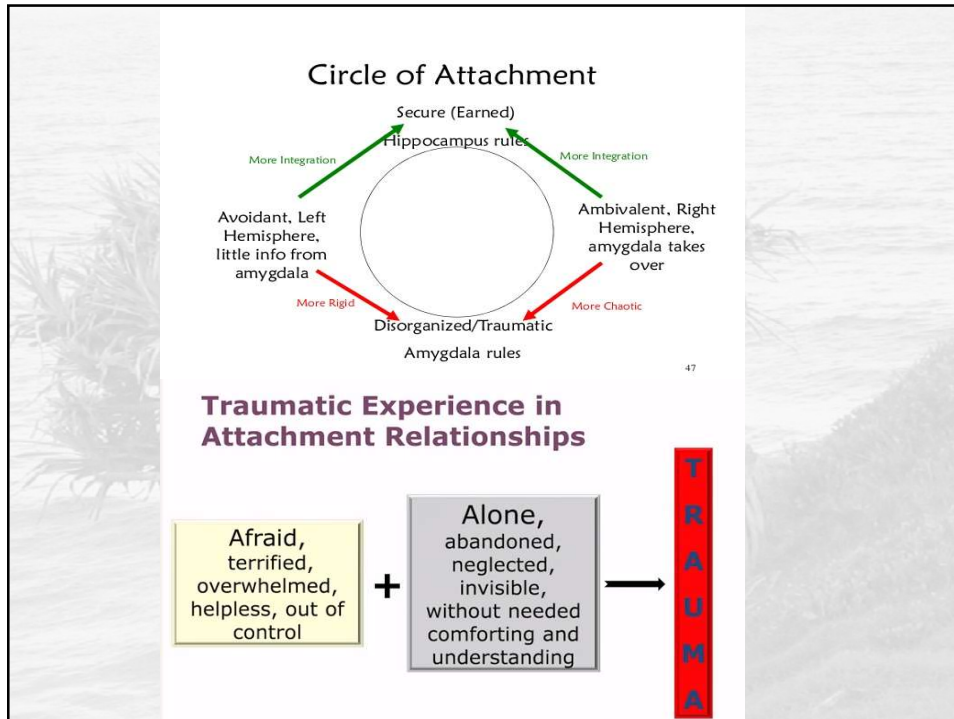 Circle of Attachment
Secure (Earned)
Hippocampus rules
More Integration
More Integration
Avoidant, Left
Hemisphere,
little info from
amygdala
Ambivalent, Right
Hemisphere,
amygdala takes
over
More Rigid
More Chaotic
Disorganized/Traumatic
Amygdala rules
47
Traumatic Experience in
Attachment Relationships
Afraid,
terrified,
overwhelmed,
helpless, out of
control
+
Alone,
abandoned,
neglected,
invisible,
without needed
comforting and
understanding
T
R
A
U
M
A